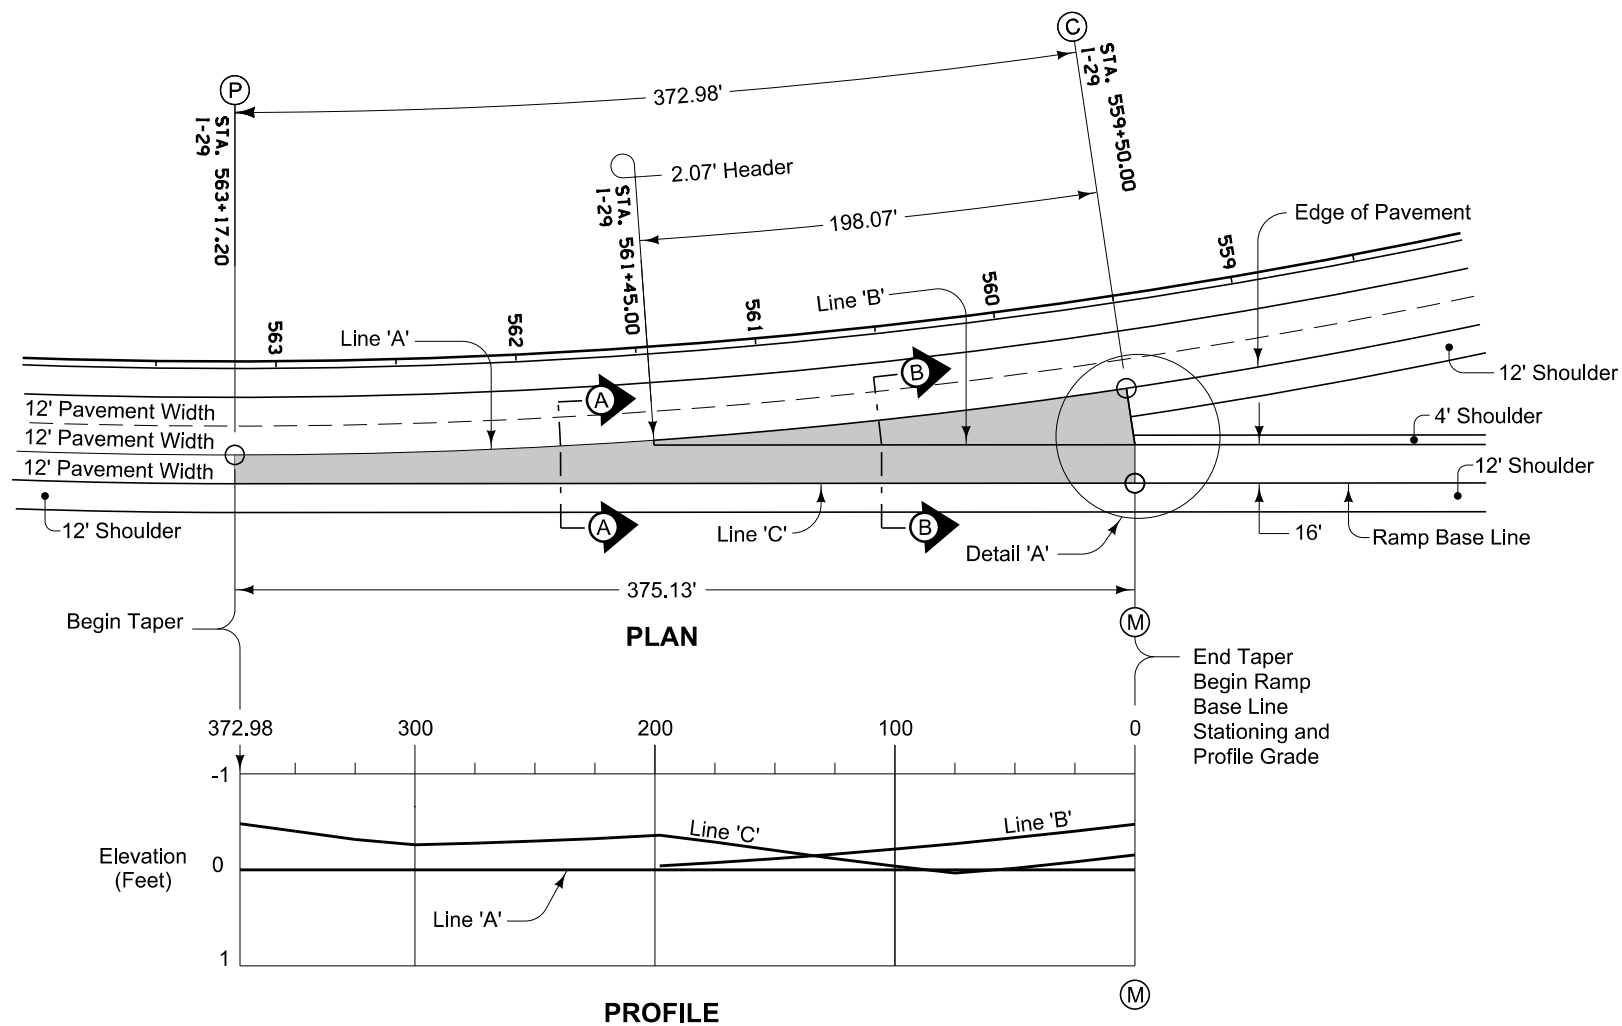 C
P
372.98'
STA. 559+50.00
I-29
STA. 563+17.20
I-29
2.07' Header
STA. 561+45.00
I-29
198.07'
Edge of Pavement
563
562
561
560
559
Line 'A'
Line 'B'
A
B
12' Shoulder
12' Pavement Width
12' Pavement Width
12' Pavement Width
4' Shoulder
12' Shoulder
12' Shoulder
A
B
Line 'C'
Detail 'A'
16'
Ramp Base Line
375.13'
Begin Taper
PLAN
M
End Taper
Begin Ramp
Base Line
Stationing and
Profile Grade
372.98
300
200
100
0
-1
Line 'C'
Line 'B'
Elevation
(Feet)
0
Line 'A'
1
M
PROFILE